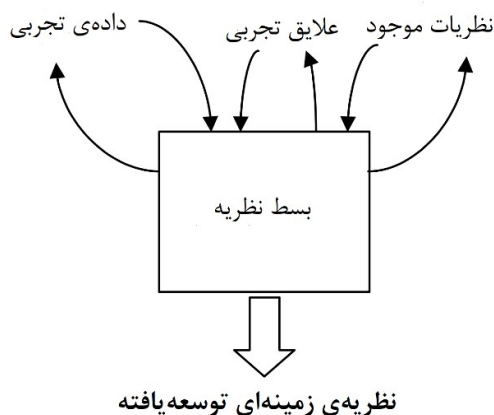 نظریات موجود
علایق تجربی
داده‌ی تجربی
بسط نظریه
نظریه‌ی زمینه‌ای توسعه‌یافته